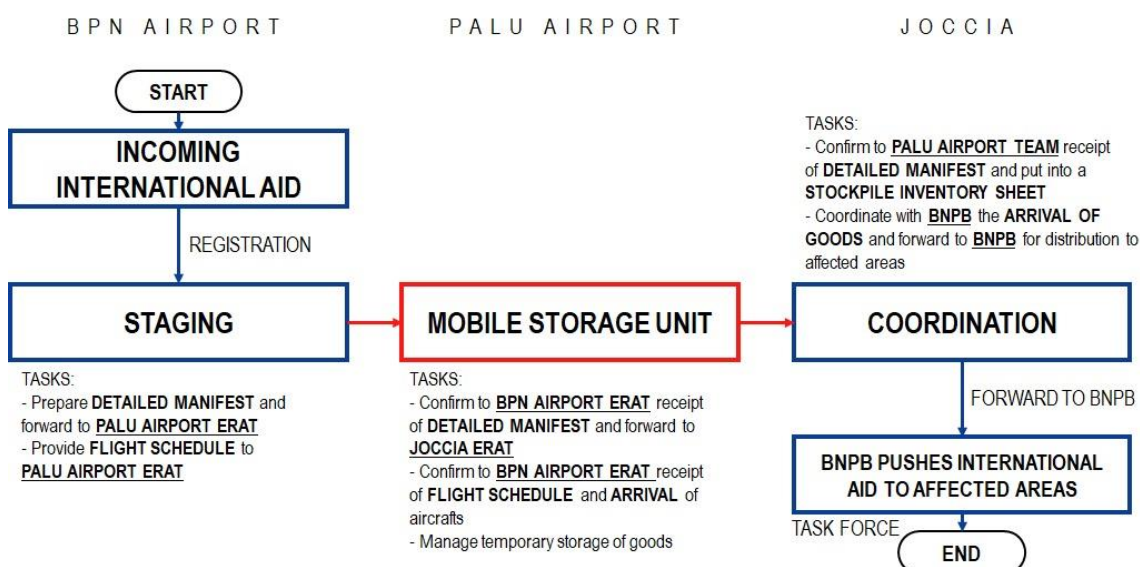 BPN AIRPORT
PALU AIRPORT
JOCCIA
START
INCOMING
INTERNATIONAL AID
REGISTRATION
STAGING
TASKS:
- Prepare DETAILED MANIFEST and
forward to PALU AIRPORT ERAT
- Provide FLIGHT SCHEDULE to
PALU AIRPORT ERAT
MOBILE STORAGE UNIT
TASKS:
- Confirm to BPN AIRPORT ERAT receipt
of DETAILED MANIFEST and forward to
JOCCIA ERAT
- Confirm to BPN AIRPORT ERAT receipt
of FLIGHT SCHEDULE and ARRIVAL of
aircrafts
- Manage temporary storage of goods
TASKS:
- Confirm to PALU AIRPORT TEAM receipt
of DETAILED MANIFEST and put into a
STOCKPILE INVENTORY SHEET
- Coordinate with BNPB the ARRIVAL OF
GOODS and forward to BNPB for distribution to
affected areas
COORDINATION
FORWARD TO BNPB
BNPB PUSHES INTERNATIONAL
AID TO AFFECTED AREAS
TASK FORCE
END